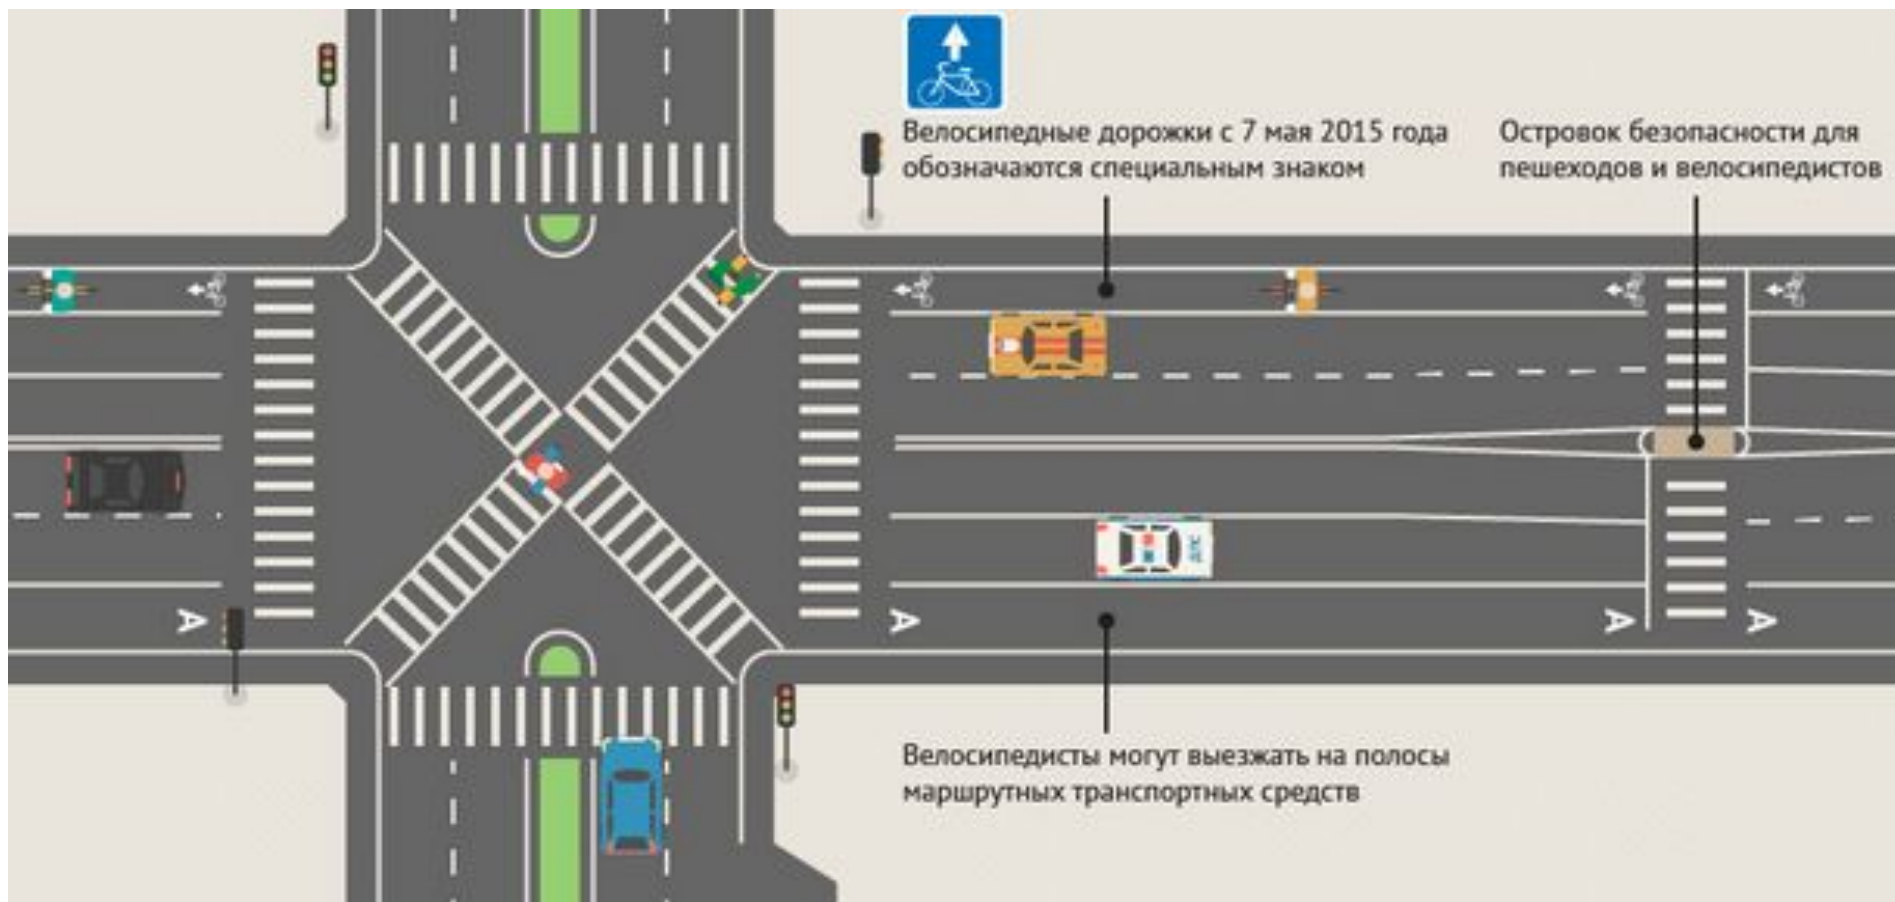 Велосипедные дорожки с 7 мая 2015 года
обозначаются специальным знаком
Островок безопасности для
пешеходов и велосипедистов
ДПС
А
А
А
А
Велосипедисты могут выезжать на полосы
маршрутных транспортных средств